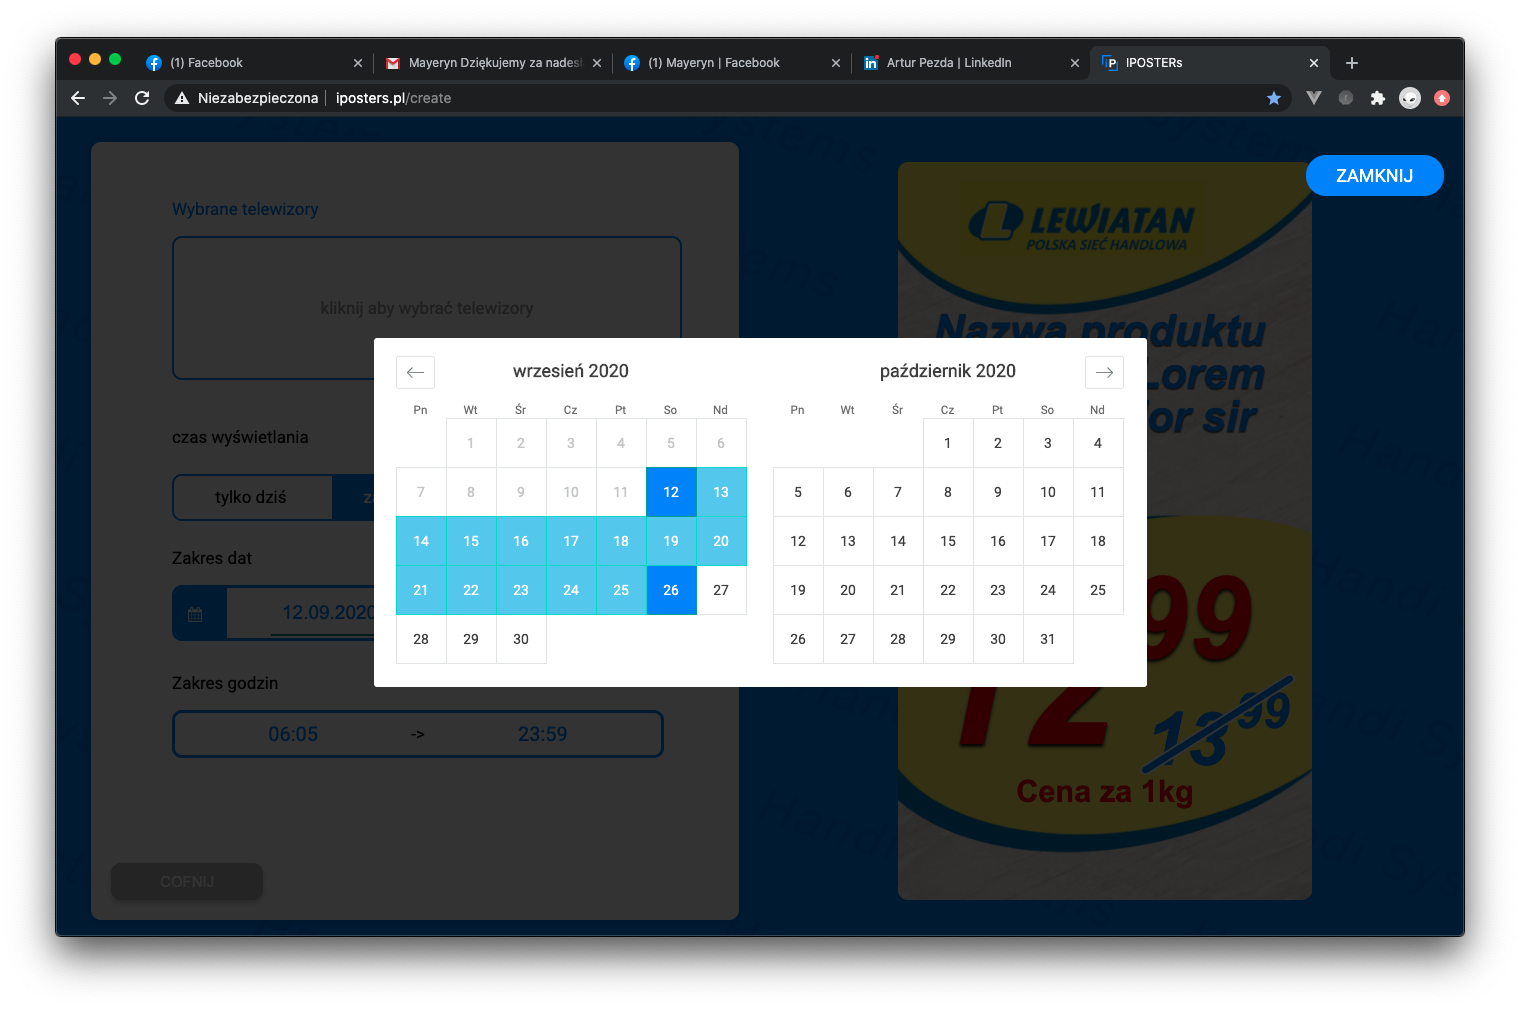 (1) Facebook
Mayeryn Dziękujemy za nades
(1) Mayeryn | Facebook
Artur Pezda | LinkedIn
IPOSTERs
Niezabezpieczona
iposters.pl/create
ZAMKNIJ
Wybrane telewizory
kliknij aby wybrać telewizory
czas wyświetlania
tylko dziś
za
Zakres dat
12.09.2020
Zakres godzin
06:05 -> 23:59
COFNIJ
wrzesień 2020
Pn Wt Śr Cz Pt So Nd
1 2 3 4 5 6
7 8 9 10 11 12 13
14 15 16 17 18 19 20
21 22 23 24 25 26 27
28 29 30
październik 2020
Pn Wt Śr Cz Pt So Nd
1 2 3 4
5 6 7 8 9 10 11
12 13 14 15 16 17 18
19 20 21 22 23 24 25
26 27 28 29 30 31
LEWIATAN
POLSKA SIEĆ HANDLOWA
Nazwa produktu
Lorem
sir
12 99
13 99
Cena za 1kg